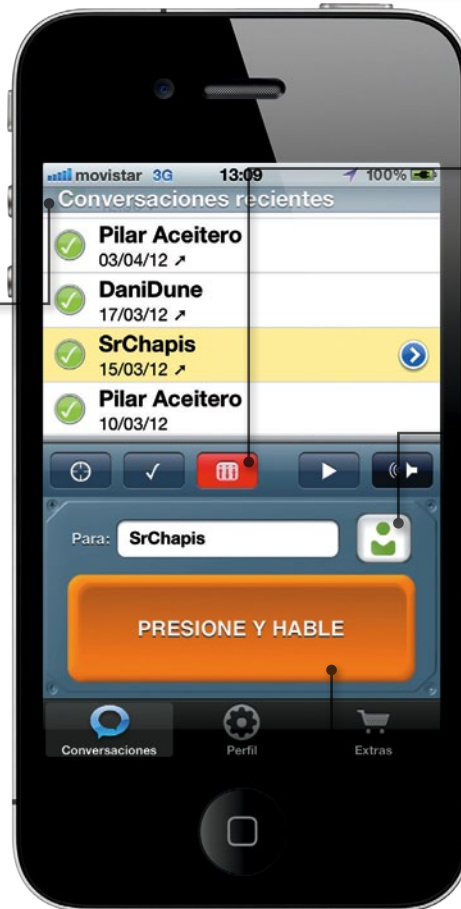 movistar 3G 13:09 100%
Conversaciones recientes
Pilar Aceitero
03/04/12 ↗
DaniDune
17/03/12 ↗
SrChapis
15/03/12 ↗
Pilar Aceitero
10/03/12
Para: SrChapis
PRESIONE Y HABLE
Conversaciones Perfil Extras